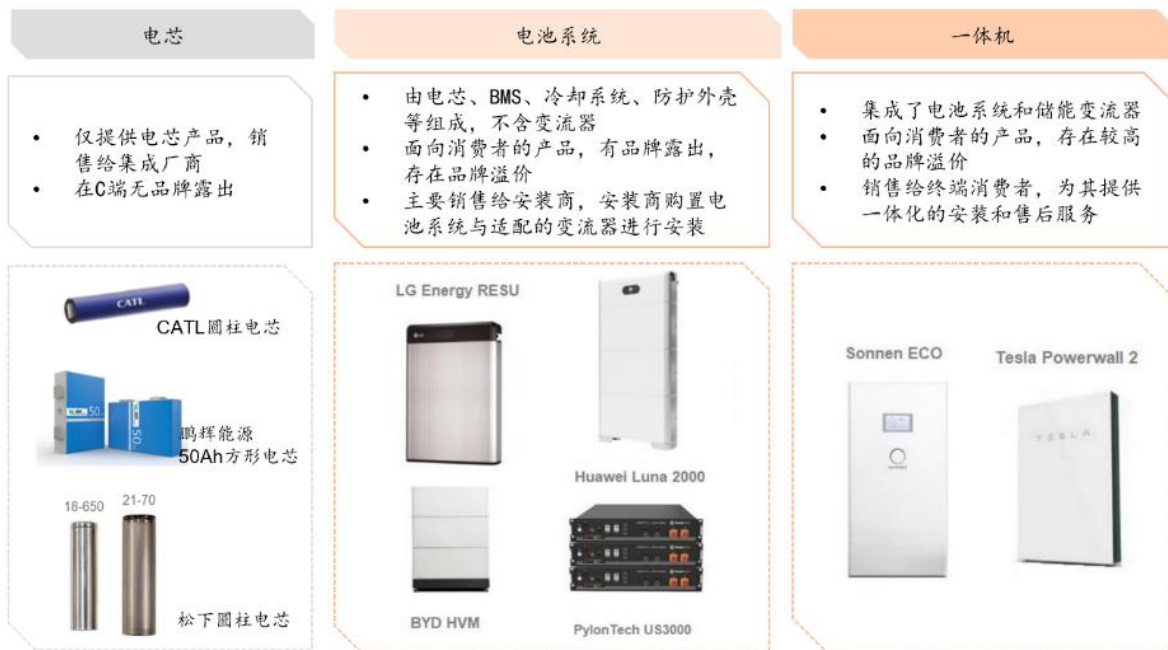 电芯
电池系统
一体机
• 仅提供电芯产品，销
售给集成厂商
• 在C端无品牌露出
• 由电芯、BMS、冷却系统、防护外壳
等组成，不含变流器
• 面向消费者的产品，有品牌露出，
存在品牌溢价
• 主要销售给安装商，安装商购置电
池系统与适配的变流器进行安装
• 集成了电池系统和储能变流器
• 面向消费者的产品，存在较高
的品牌溢价
• 销售给终端消费者，为其提供
一体化的安装和售后服务
CATL
CATL圆柱电芯
50
50
鹏辉能源
50Ah方形电芯
18-650
21-70
松下圆柱电芯
LG Energy RESU
Huawei Luna 2000
BYD HVM
PylonTech US3000
Sonnen ECO
Tesla Powerwall 2
TESLA